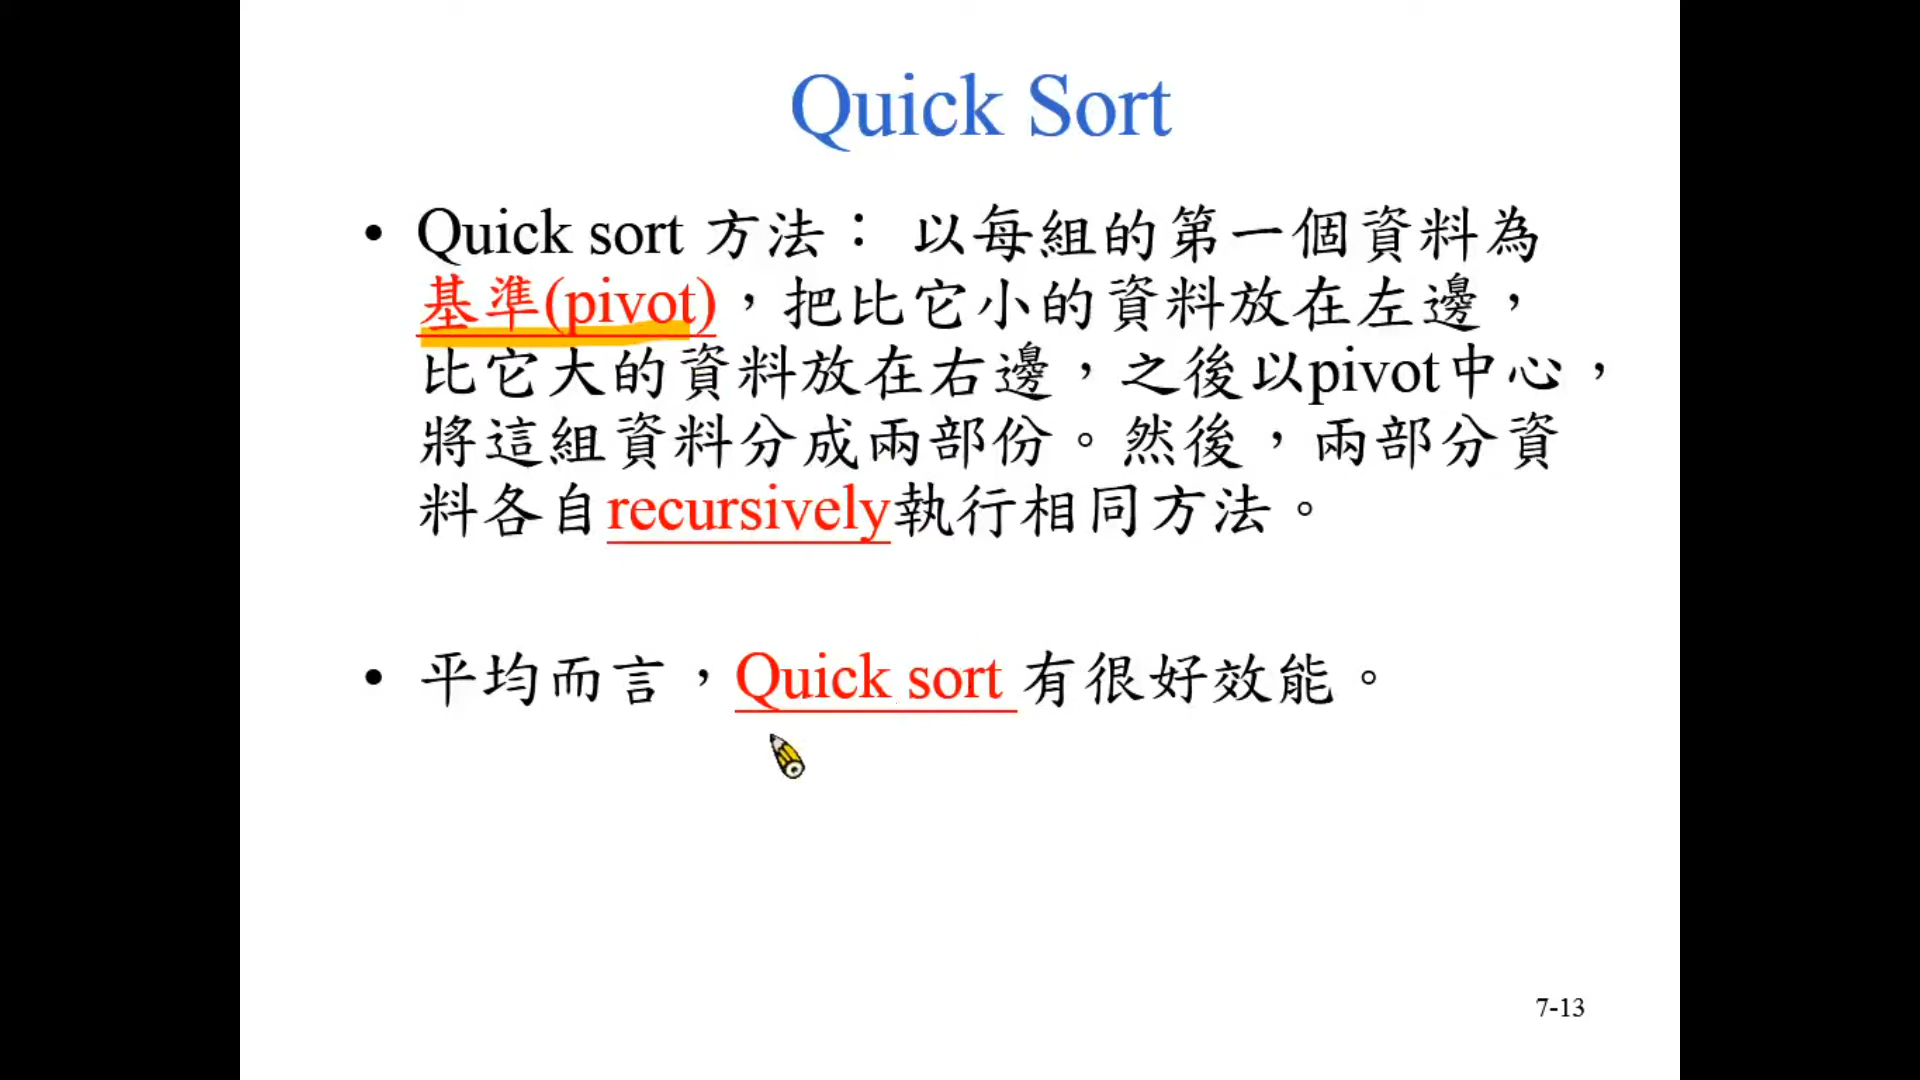 Quick Sort
• Quick sort 方法： 以每組的第一個資料為
基準(pivot)，把比它小的資料放在左邊，
比它大的資料放在右邊，之後以pivot中心，
將這組資料分成兩部份。然後，兩部分資
料各自recursively執行相同方法。
• 平均而言，Quick sort 有很好效能。
7-13